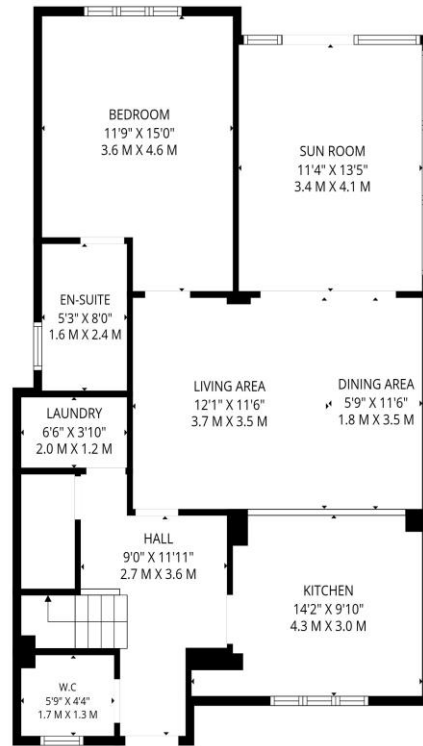 BEDROOM
11'9" X 15'0"
3.6 M X 4.6 M
SUN ROOM
11'4" X 13'5"
3.4 M X 4.1 M
EN-SUITE
5'3" X 8'0"
1.6 M X 2.4 M
LIVING AREA
12'1" X 11'6"
3.7 M X 3.5 M
DINING AREA
5'9" X 11'6"
1.8 M X 3.5 M
LAUNDRY
6'6" X 3'10"
2.0 M X 1.2 M
HALL
9'0" X 11'11"
2.7 M X 3.6 M
KITCHEN
14'2" X 9'10"
4.3 M X 3.0 M
W.C
5'9" X 4'4"
1.7 M X 1.3 M